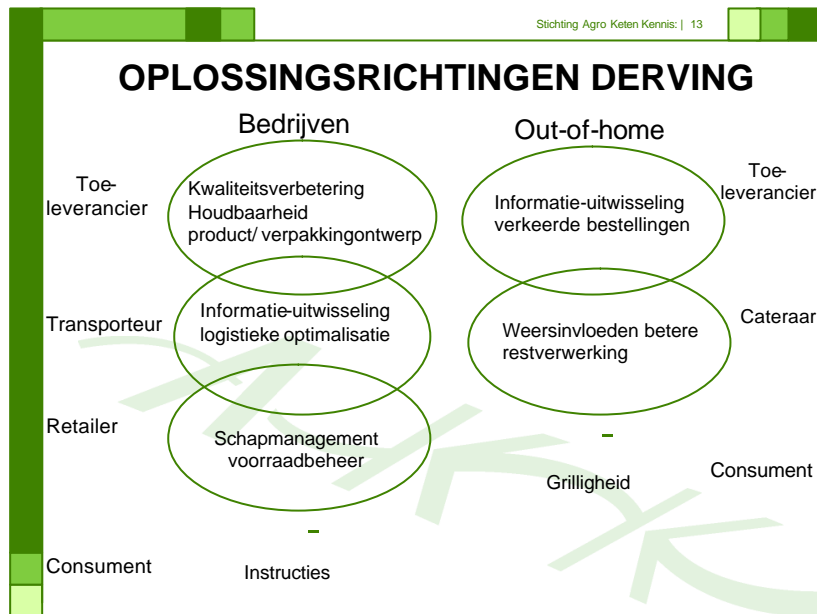 Stichting Agro Keten Kennis: | 13
OPLOSSINGSRICHTINGEN DERVING
Bedrijven
Out-of-home
Toe-
leverancier
Kwaliteitsverbetering
Houdbaarheid
product/ verpakkingontwerp
Informatie-uitwisseling
verkeerde bestellingen
Toe-
leverancier
Transporteur
Informatie-uitwisseling
logistieke optimalisatie
Weersinvloeden betere
restverwerking
Cateraar
Retailer
Schapmanagement
voorraadbeheer
-
Grilligheid
Consument
-
Consument
Instructies
AKK